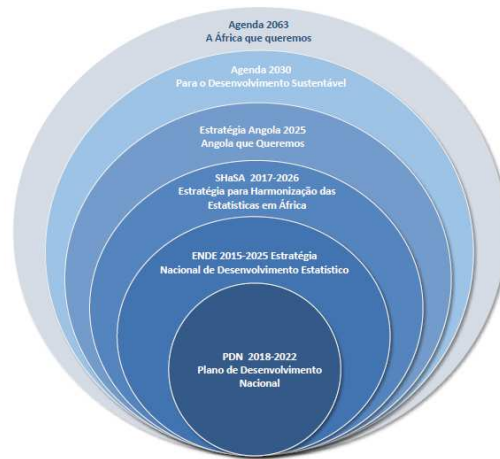 Agenda 2063
A África que queremos
Agenda 2030
Para o Desenvolvimento Sustentável
Estratégia Angola 2025
Angola que Queremos
SHaSA 2017-2026
Estratégia para Harmonização das
Estatísticas em África
ENDE 2015-2025 Estratégia
Nacional de Desenvolvimento Estatístico
PDN 2018-2022
Plano de Desenvolvimento
Nacional